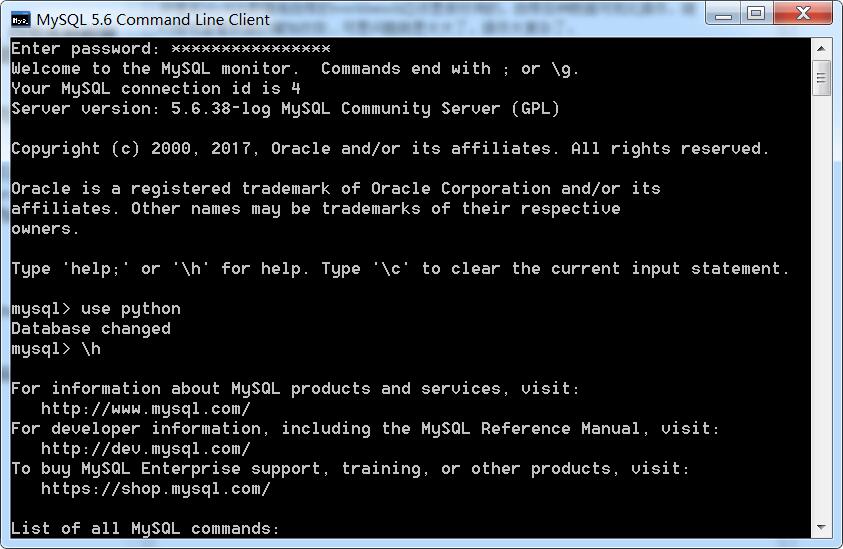 MySQL 5.6 Command Line Client
Enter password: ****************
Welcome to the MySQL monitor.  Commands end with ; or \g.
Your MySQL connection id is 4
Server version: 5.6.38-log MySQL Community Server (GPL)

Copyright (c) 2000, 2017, Oracle and/or its affiliates. All rights reserved.

Oracle is a registered trademark of Oracle Corporation and/or its
affiliates. Other names may be trademarks of their respective
owners.

Type 'help;' or '\h' for help. Type '\c' to clear the current input statement.

mysql> use python
Database changed
mysql> \h

For information about MySQL products and services, visit:
   http://www.mysql.com/
For developer information, including the MySQL Reference Manual, visit:
   http://dev.mysql.com/
To buy MySQL Enterprise support, training, or other products, visit:
   https://shop.mysql.com/

List of all MySQL commands: